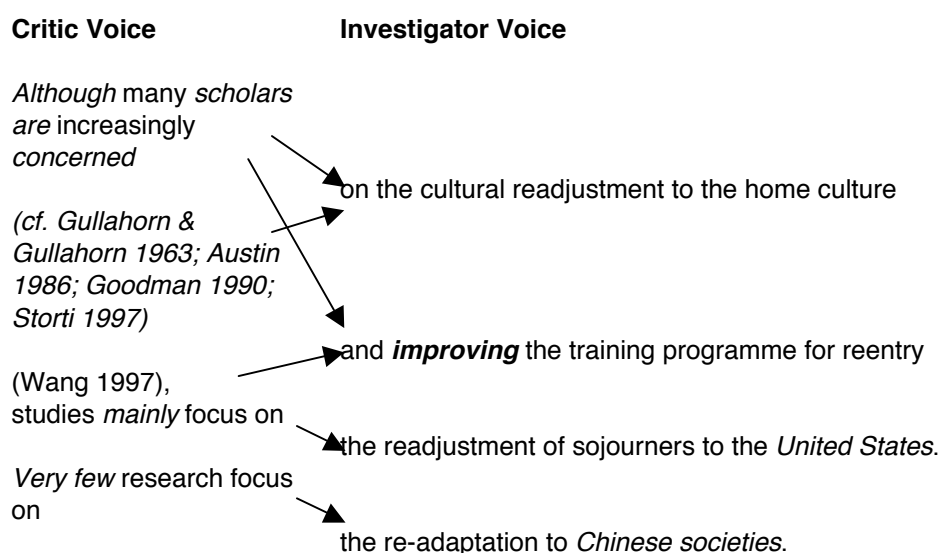 Critic Voice Investigator Voice
Although many scholars
are increasingly
concerned
on the cultural readjustment to the home culture
(cf. Gullahorn &
Gullahorn 1963; Austin
1986; Goodman 1990;
Storti 1997)
and improving the training programme for reentry
(Wang 1997),
studies mainly focus on
the readjustment of sojourners to the United States.
Very few research focus
on
the re-adaptation to Chinese societies.